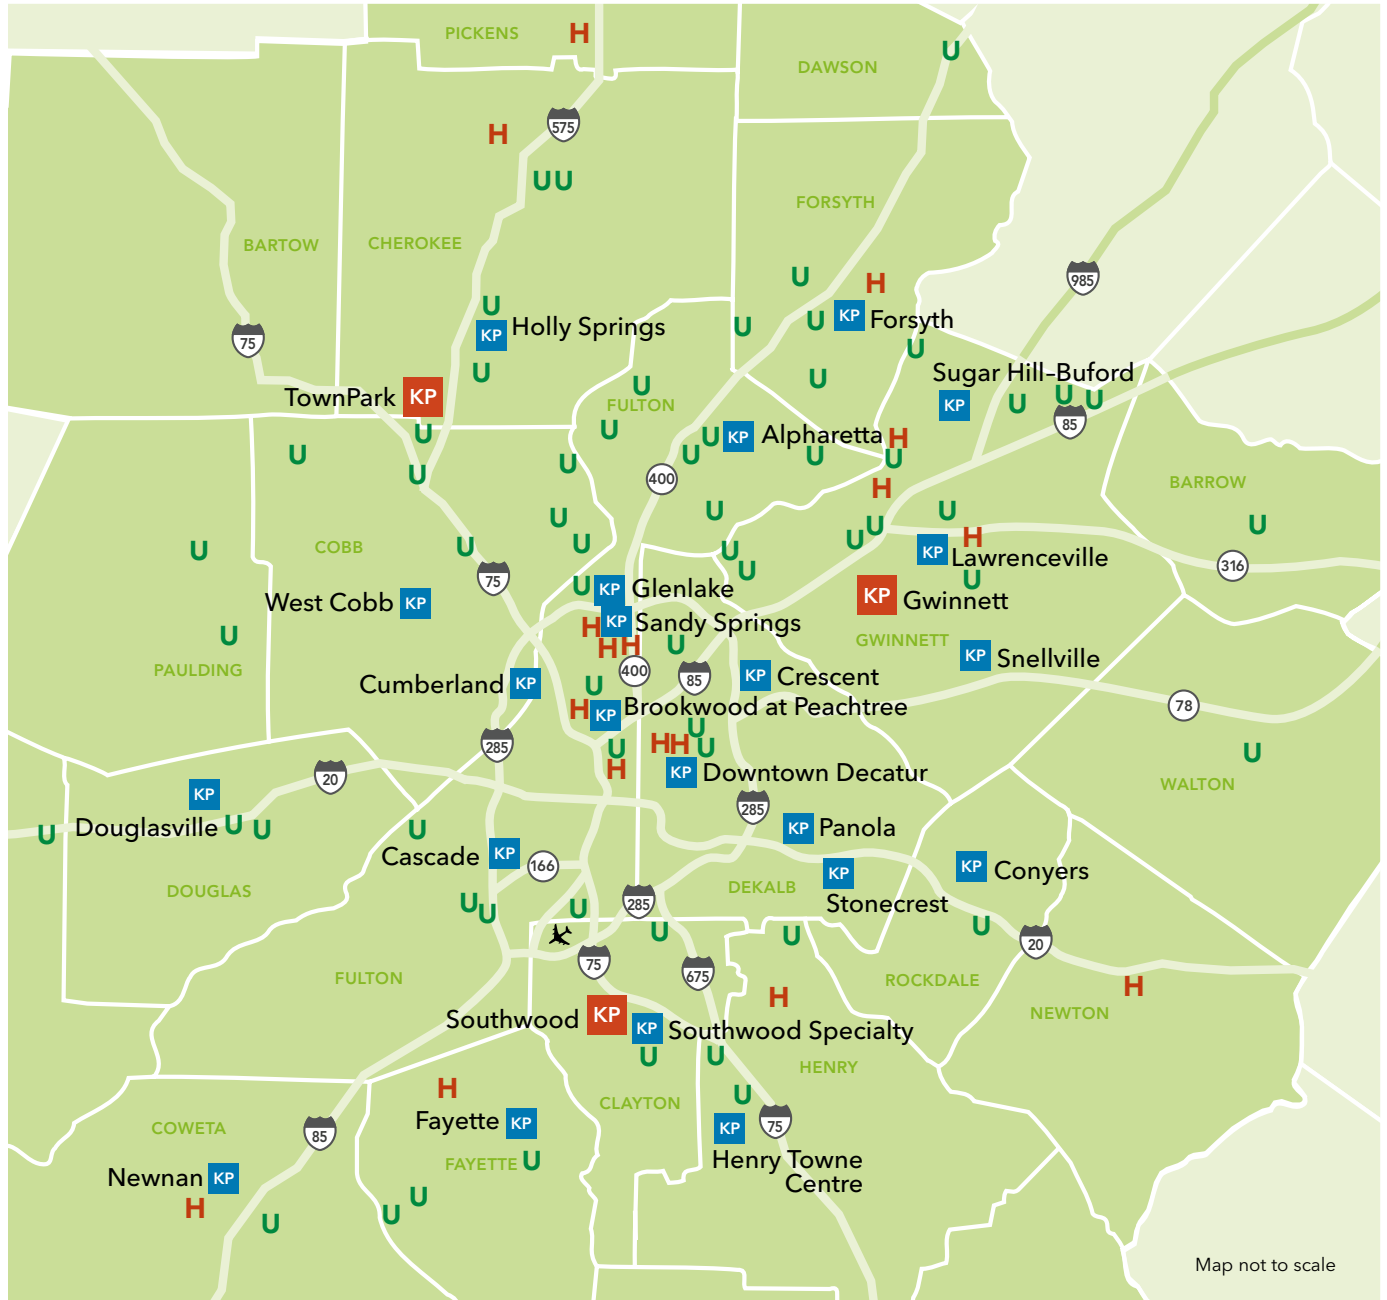 PICKENS
H
U
DAWSON
575
H
UU
FORSYTH
BARTOW
CHEROKEE
U
H
985
U
KP
Holly Springs
U
U
KP
Forsyth
75
U
U
U
Sugar Hill–Buford
TownPark
KP
U
FULTON
KP
U
U
U
85
U
U
U
U
KP
Alpharetta
H
U
U
U
U
U
U
400
H
BARROW
U
U
U
U
U
U
U
COBB
U
U
U
U
U
KP
H
Lawrenceville
316
75
U
U
KP
Glenlake
KP
Gwinnett
West Cobb
KP
H
KP
Sandy Springs
U
H
H
U
GWINNETT
KP
Snellville
PAULDING
400
85
KP
Crescent
Cumberland
KP
U
H
KP
Brookwood at Peachtree
78
285
U
H
H
U
U
U
20
H
KP
Downtown Decatur
WALTON
KP
285
Douglasville
U
U
U
U
KP
Panola
Cascade
KP
166
KP
KP
Conyers
DOUGLAS
DEKALB
Stonecrest
U
U
U
285
U
U
U
20
75
675
FULTON
ROCKDALE
H
H
NEWTON
Southwood
KP
KP
Southwood Specialty
U
U
HENRY
H
U
CLAYTON
Fayette
KP
KP
75
COWETA
85
FAYETTE
U
Henry Towne
Centre
Newnan
KP
H
U
U
U
Map not to scale